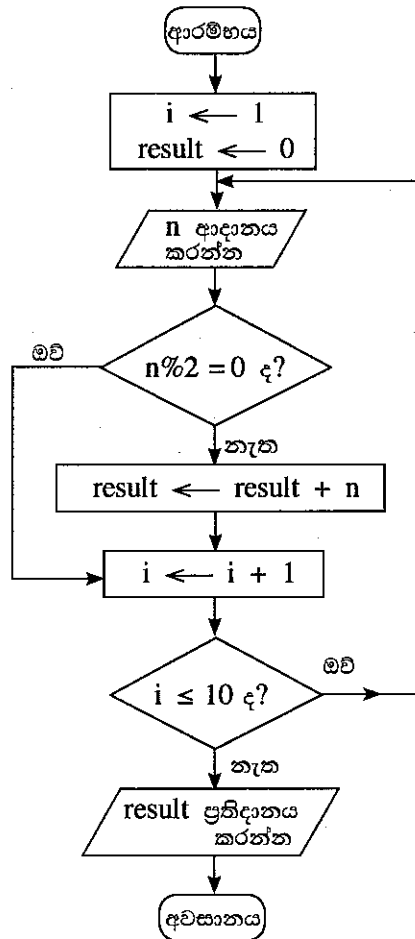 ආරම්භය
i ← 1
result ← 0
n ආදානය
කරන්න
ඔව්
n%2 = 0 ද?
නැත
result ← result + n
i ← i + 1
ඔව්
i ≤ 10 ද?
නැත
result ප්‍රතිදානය
කරන්න
අවසානය